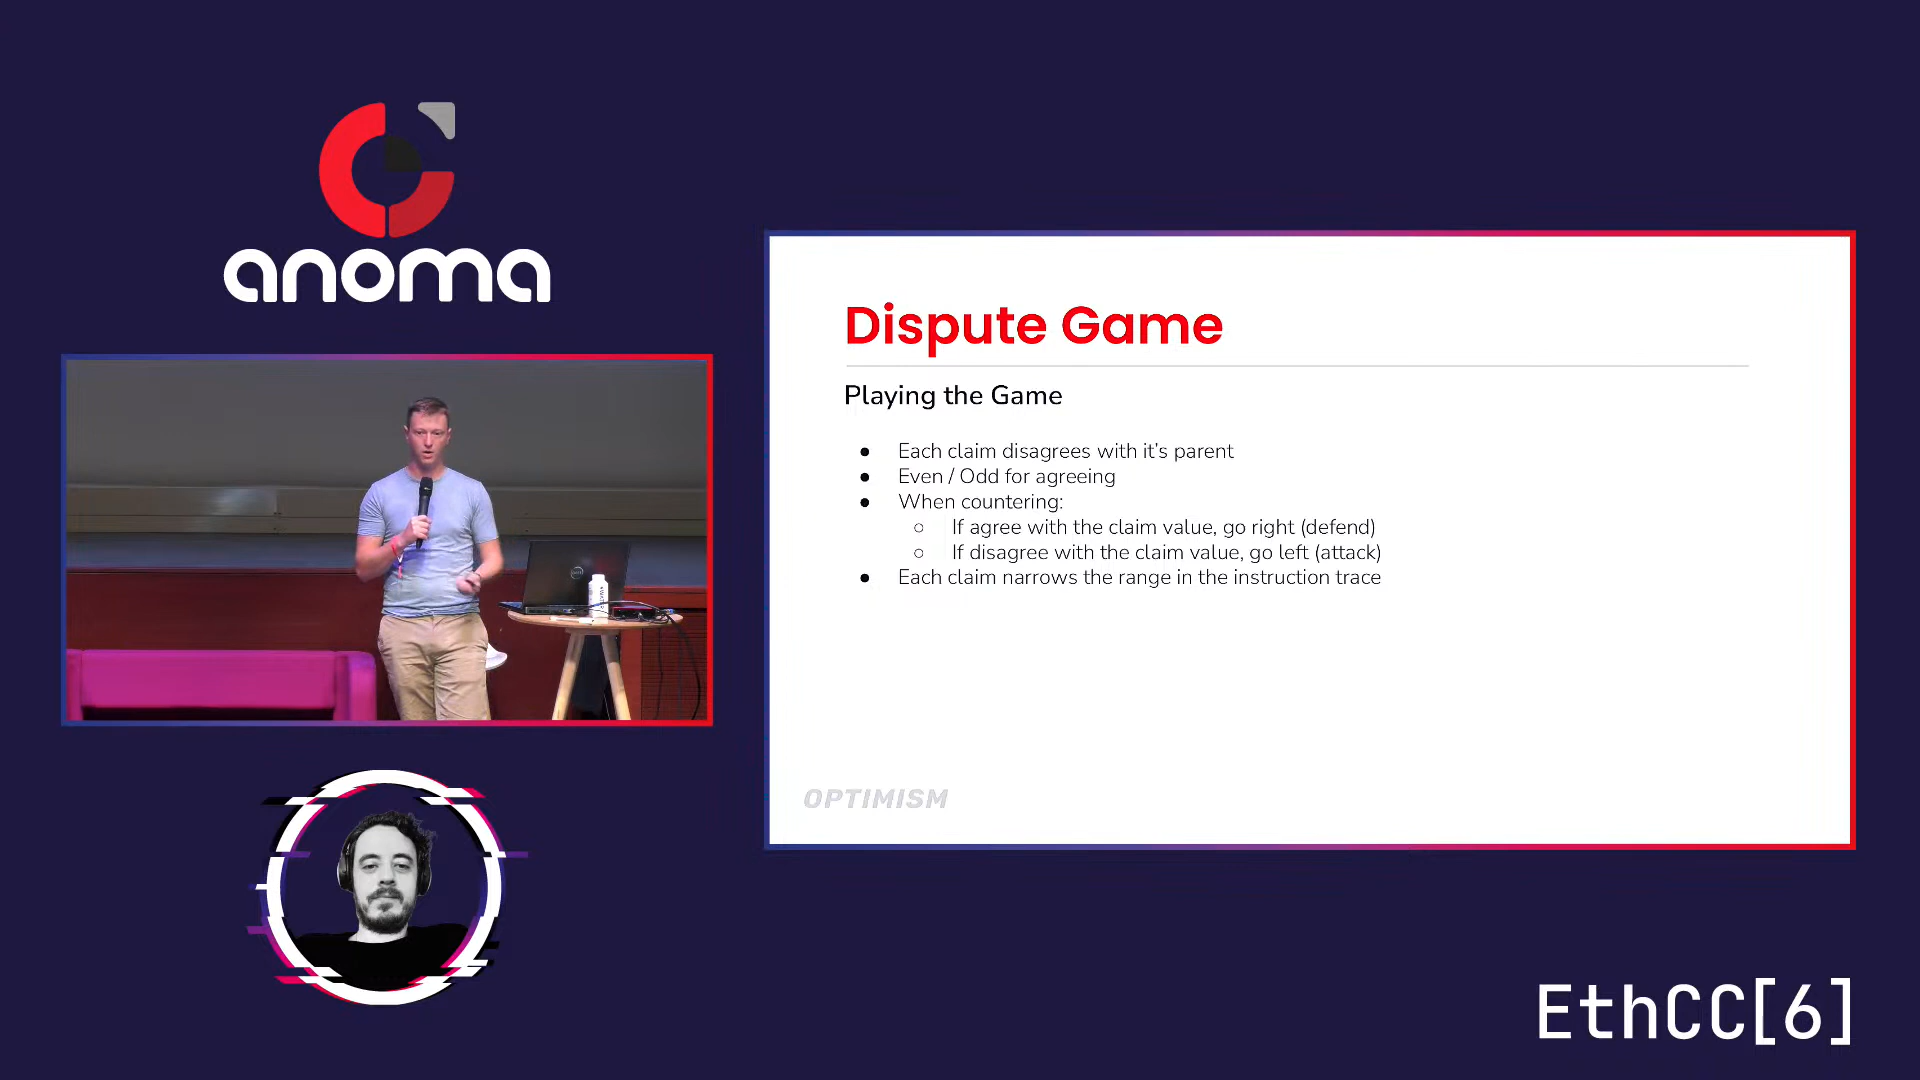 anoma
Dispute Game
Playing the Game
● Each claim disagrees with it's parent
● Even / Odd for agreeing
● When countering:
○ If agree with the claim value, go right (defend)
○ If disagree with the claim value, go left (attack)
● Each claim narrows the range in the instruction trace
OPTIMISM
EthCC[6]